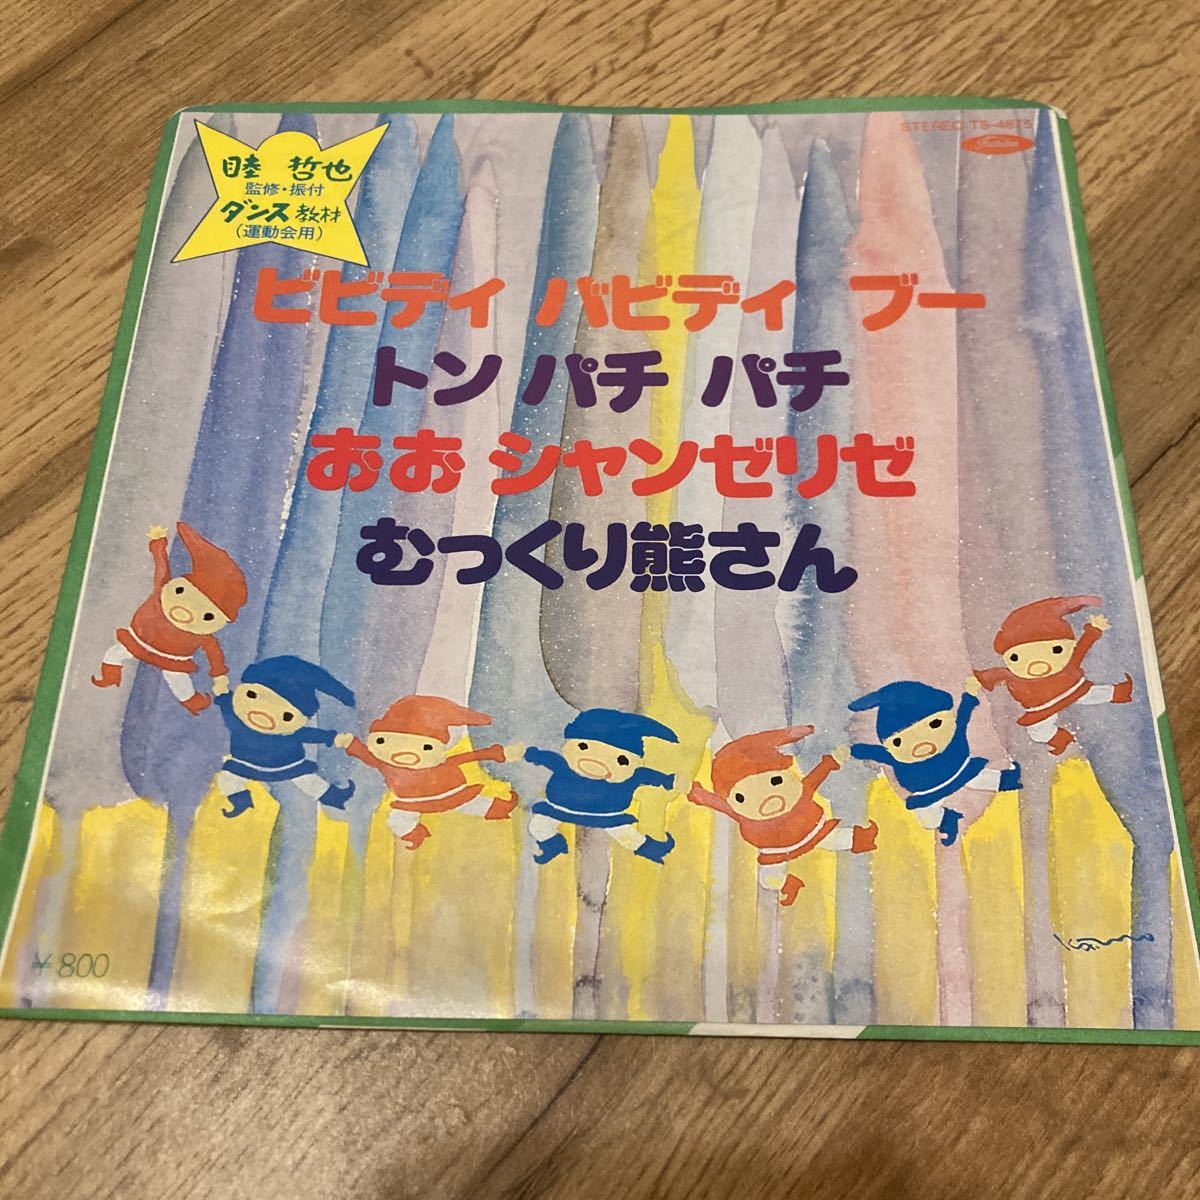 睦 哲也
監修・振付
ダンス教材
(運動会用)
STEREO・TS-4575
Toshiba
ビビディ バビディ ブー
トン パチ パチ
おお シャンゼリゼ
むっくり熊さん
¥800